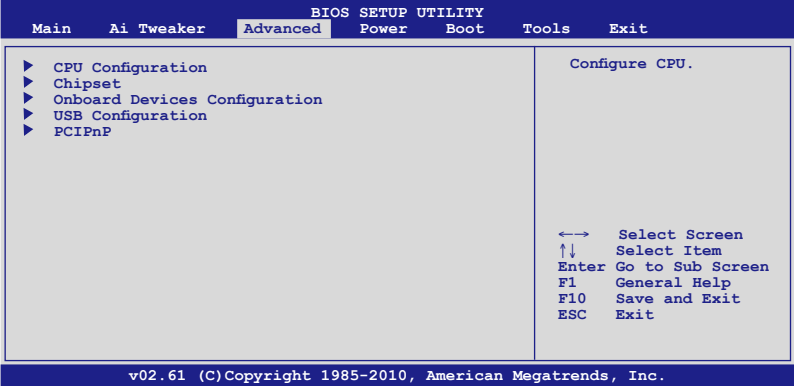 BIOS SETUP UTILITY
Main Ai Tweaker Advanced Power Boot Tools Exit
CPU Configuration
Chipset
Onboard Devices Configuration
USB Configuration
PCIPnP
Configure CPU.
←→ Select Screen
↑↓ Select Item
Enter Go to Sub Screen
F1 General Help
F10 Save and Exit
ESC Exit
v02.61 (C)Copyright 1985-2010, American Megatrends, Inc.